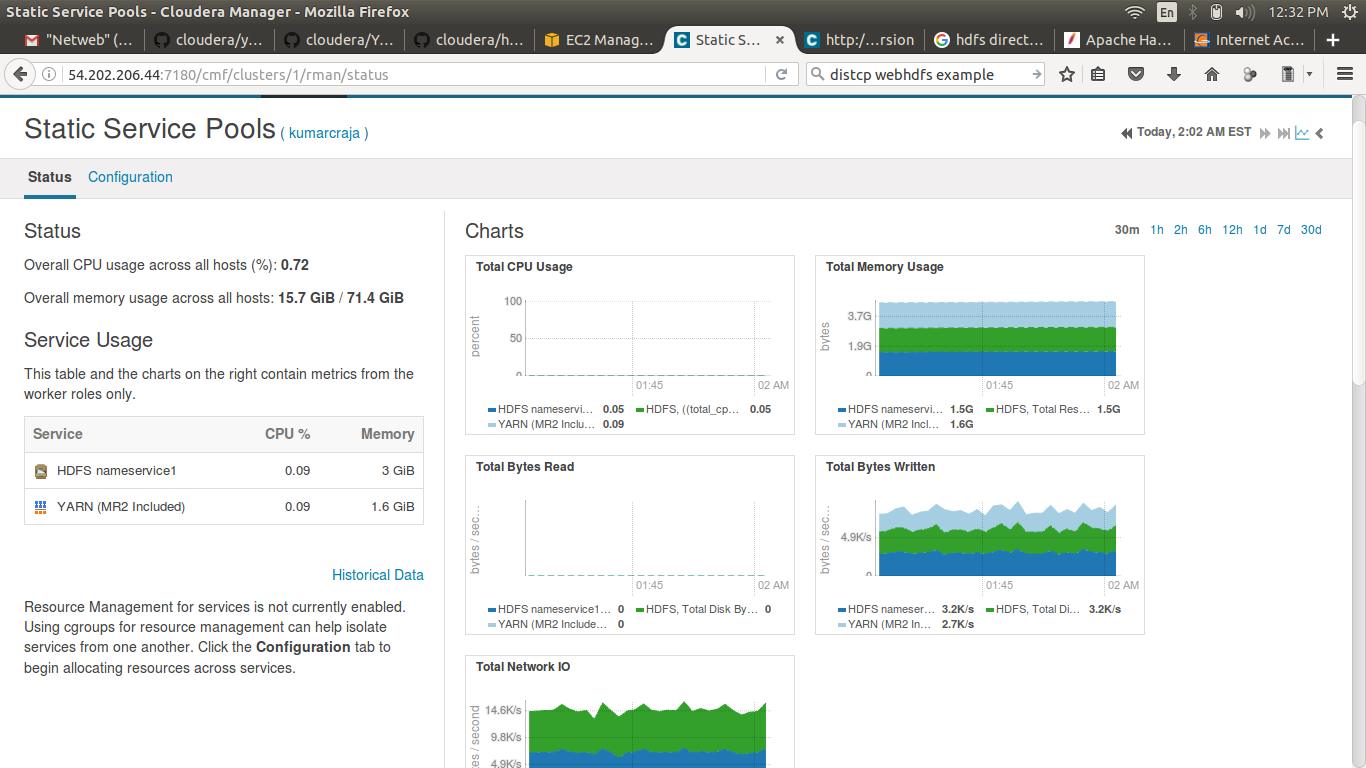 Static Service Pools - Cloudera Manager - Mozilla Firefox
En
12:32 PM
"Netweb" (...
cloudera/y...
cloudera/Y...
cloudera/h...
EC2 Manag...
Static S...
http:/...rsion
hdfs direct...
Apache Ha...
Internet Ac...
54.202.206.44:7180/cmf/clusters/1/rman/status
distcp webhdfs example
Static Service Pools ( kumarcraja )
Today, 2:02 AM EST
Status
Configuration
Status
Overall CPU usage across all hosts (%): 0.72
Overall memory usage across all hosts: 15.7 GiB / 71.4 GiB
Service Usage
This table and the charts on the right contain metrics from the
worker roles only.
Service CPU % Memory
HDFS nameservice1 0.09 3 GiB
YARN (MR2 Included) 0.09 1.6 GiB
Historical Data
Resource Management for services is not currently enabled.
Using cgroups for resource management can help isolate
services from one another. Click the Configuration tab to
begin allocating resources across services.
Charts
30m 1h 2h 6h 12h 1d 7d 30d
Total CPU Usage
percent
100
50
0
01:45 02 AM
HDFS nameservi... 0.05 HDFS, ((total_cp... 0.05
YARN (MR2 Inclu... 0.09
Total Memory Usage
bytes
3.7G
1.9G
0
01:45 02 AM
HDFS nameservi... 1.5G HDFS, Total Res... 1.5G
YARN (MR2 Incl... 1.6G
Total Bytes Read
bytes / sec...
01:45 02 AM
HDFS nameservice1... 0 HDFS, Total Disk By... 0
YARN (MR2 Include... 0
Total Bytes Written
bytes / sec...
4.9K/s
0
01:45 02 AM
HDFS nameser... 3.2K/s HDFS, Total Di... 3.2K/s
YARN (MR2 In... 2.7K/s
Total Network IO
/ second
14.6K/s
9.8K/s
4.9K/s